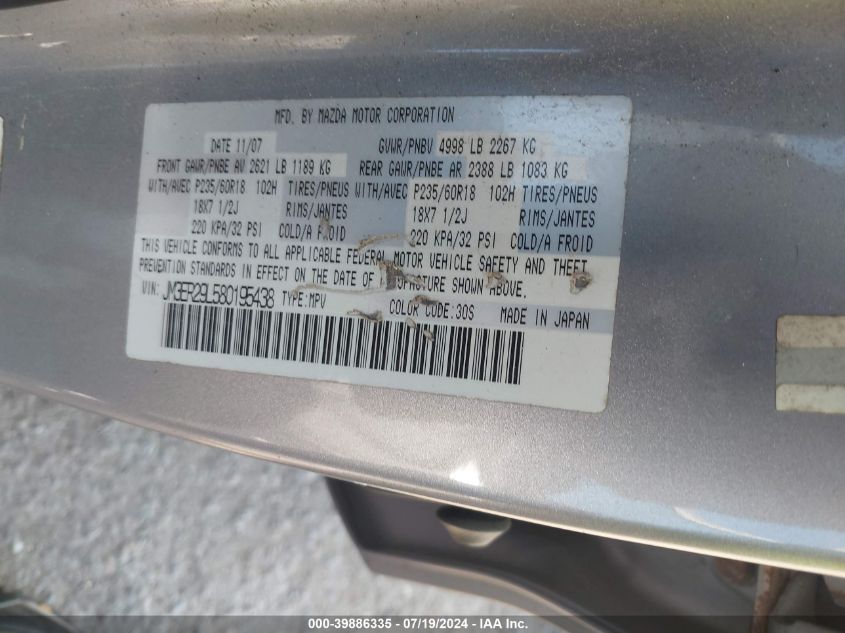 MFD. BY MAZDA MOTOR CORPORATION
DATE 11/07 GVWR/PNBV 4998 LB 2267 KG
FRONT GAWR/PNBE AV 2621 LB 1189 KG REAR GAWR/PNBE AR 2388 LB 1083 KG
WITH/AVEC P235/60R18 102H TIRES/PNEUS WITH/AVEC P235/60R18 102H TIRES/PNEUS
18X7 1/2J RIMS/JANTES 18X7 1/2J RIMS/JANTES
220 KPA/32 PSI COLD/A FROID 220 KPA/32 PSI COLD/A FROID
THIS VEHICLE CONFORMS TO ALL APPLICABLE FEDERAL MOTOR VEHICLE SAFETY AND THEFT
PREVENTION STANDARDS IN EFFECT ON THE DATE OF MANUFACTURE SHOWN ABOVE.
VIN: JM3ER29L580195438 TYPE:MPV COLOR CODE:30S MADE IN JAPAN
000-39886335 - 07/19/2024 - IAA Inc.